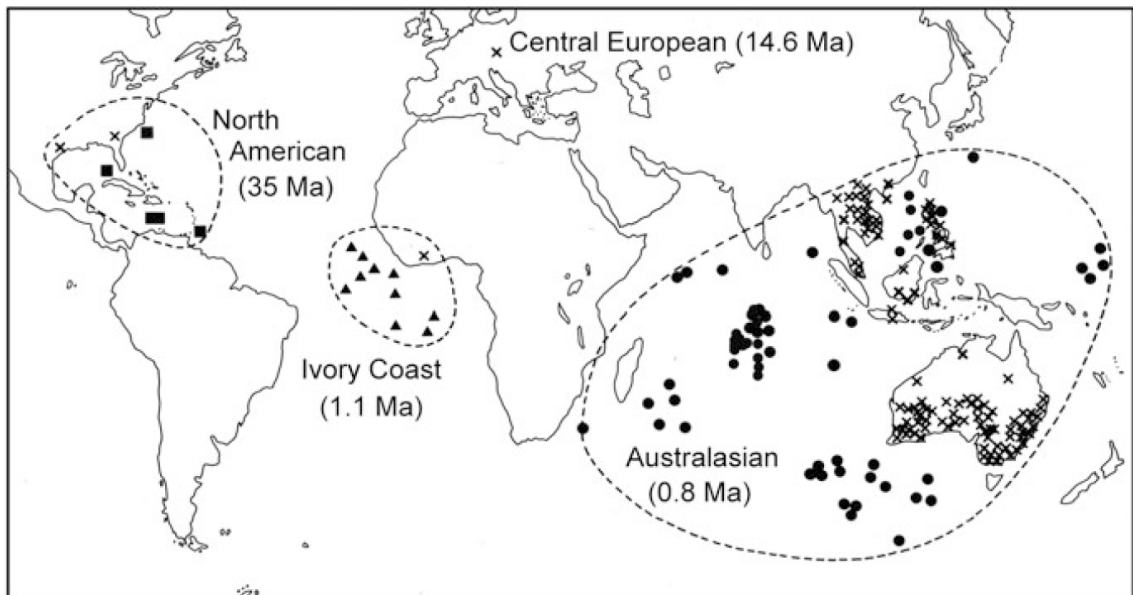 Central European (14.6 Ma)
North
American
(35 Ma)
Ivory Coast
(1.1 Ma)
Australasian
(0.8 Ma)